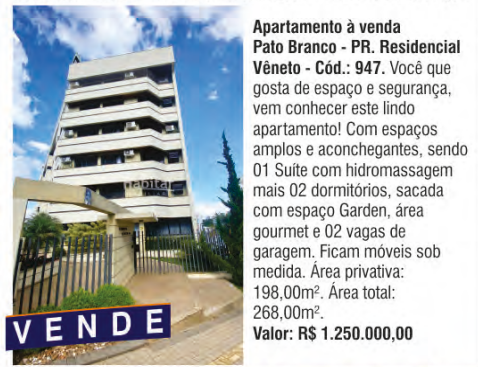 Apartamento à venda
Pato Branco - PR. Residencial
Vêneto - Cód.: 947. Você que
gosta de espaço e segurança,
vem conhecer este lindo
apartamento! Com espaços
amplos e aconchegantes, sendo
01 Suíte com hidromassagem
mais 02 dormitórios, sacada
com espaço Garden, área
gourmet e 02 vagas de
garagem. Ficam móveis sob
medida. Área privativa:
198,00m². Área total:
268,00m².
Valor: R$ 1.250.000,00
habitat
VENDE